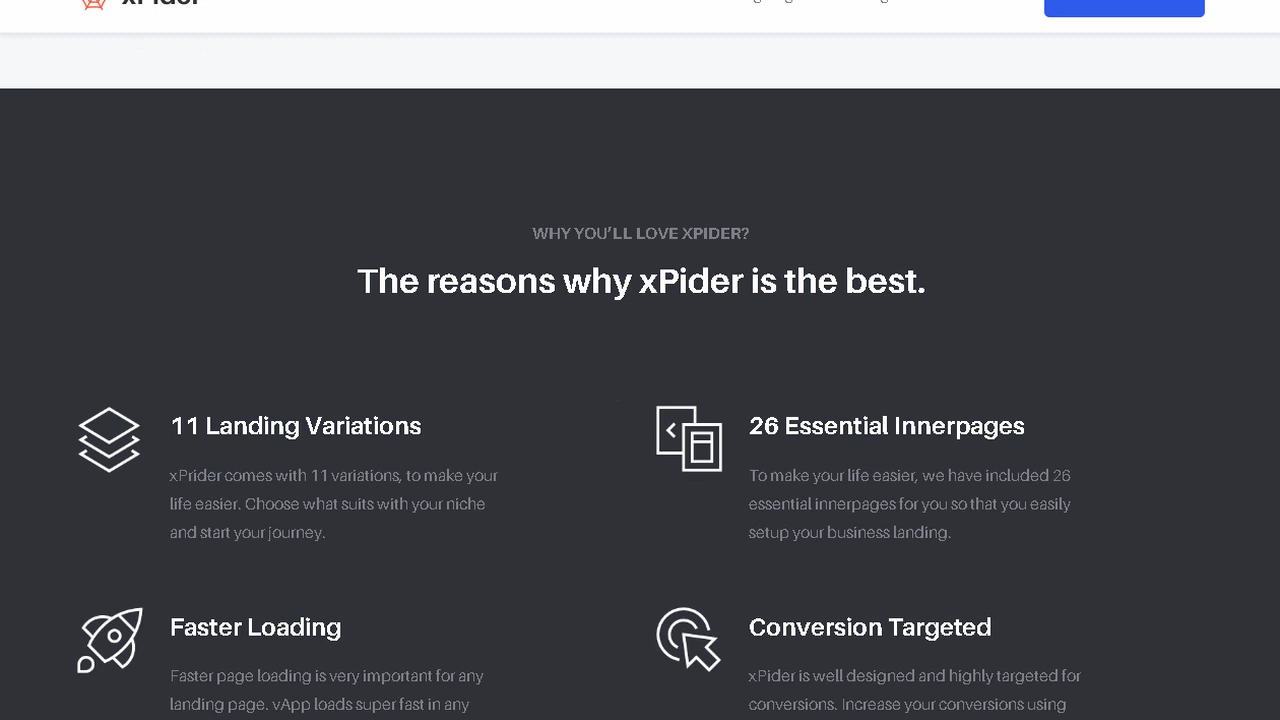 xPider
WHY YOU'LL LOVE XPIDER?
The reasons why xPider is the best.
11 Landing Variations
xPrider comes with 11 variations, to make your
life easier. Choose what suits with your niche
and start your journey.
26 Essential Innerpages
To make your life easier, we have included 26
essential innerpages for you so that you easily
setup your business landing.
Faster Loading
Faster page loading is very important for any
landing page. vApp loads super fast in any
Conversion Targeted
xPider is well designed and highly targeted for
conversions. Increase your conversions using